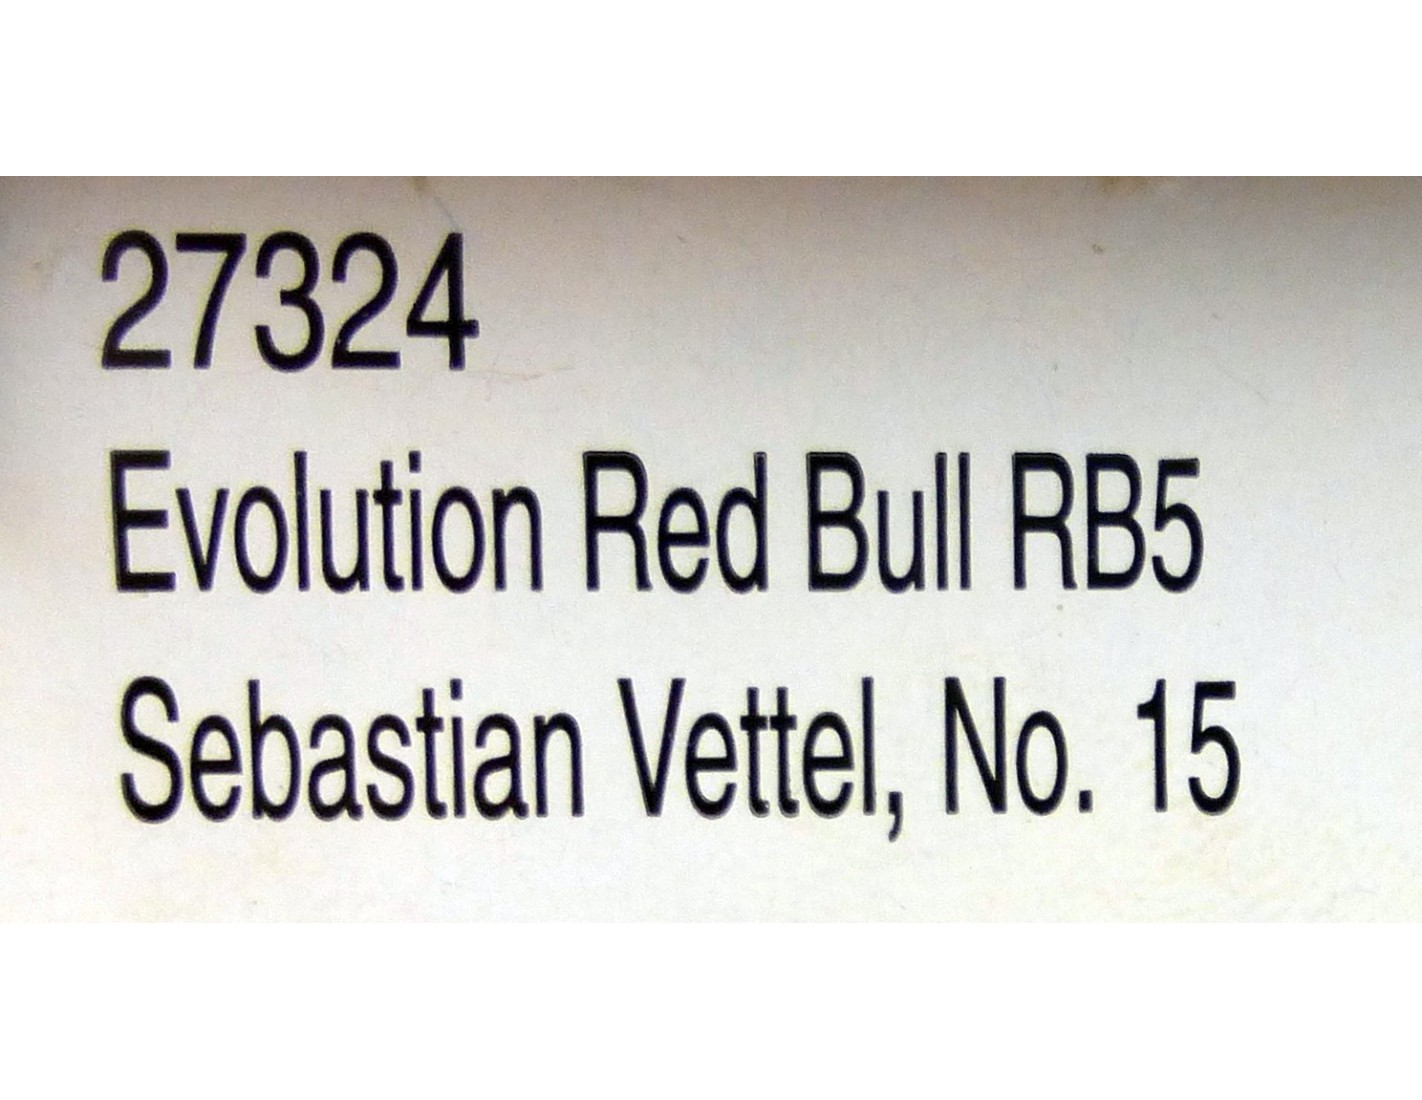 27324
Evolution Red Bull RB5
Sebastian Vettel, No. 15